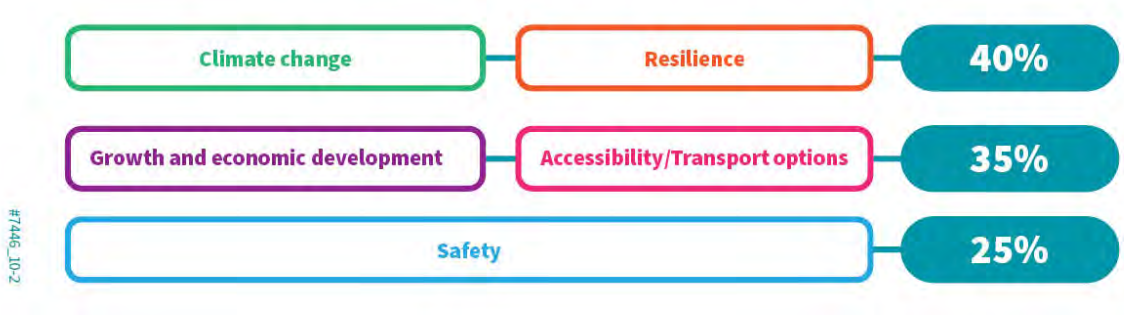 Climate change
Resilience
40%
Growth and economic development
Accessibility/Transport options
35%
Safety
25%
#7446_10-2